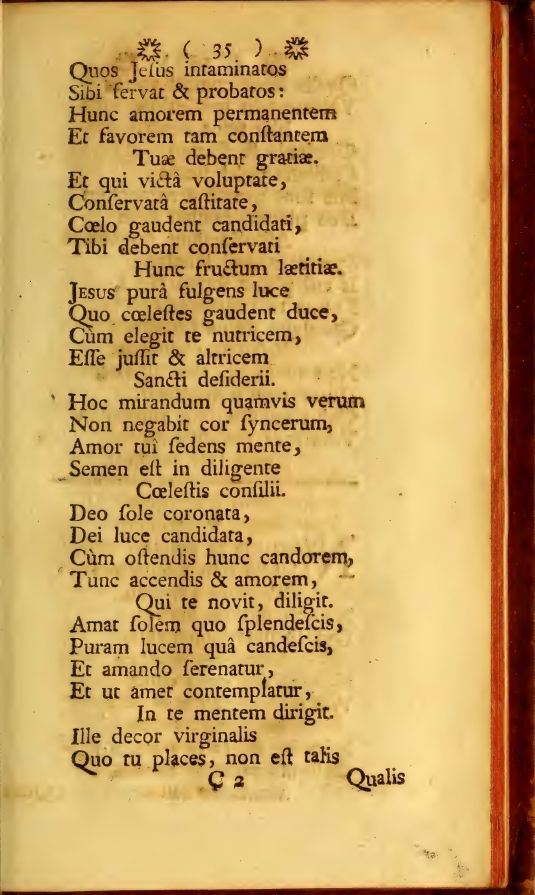 ( 35 )
Quos Jeſus intaminatos
Sibi ſervat & probatos:
Hunc amorem permanentem
Et favorem tam conſtantem
Tuæ debent gratiæ.
Et qui victâ voluptate,
Conſervatâ caſtitate,
Cœlo gaudent candidati,
Tibi debent conſervati
Hunc fructum lætitiæ.
JESUS purâ fulgens luce
Quo cœleſtes gaudent duce,
Cùm elegit te nutricem,
Eſſe juſſit & altricem
Sancti deſiderii.
Hoc mirandum quamvis verum
Non negabit cor ſyncerum,
Amor tuî ſedens mente,
Semen eſt in diligente
Cœleſtis conſilii.
Deo ſole coronata,
Dei luce candidata,
Cùm oſtendis hunc candorem,
Tunc accendis & amorem,
Qui te novit, diligit.
Amat ſolem quo ſplendeſcis,
Puram lucem quâ candeſcis,
Et amando ſerenatur,
Et ut amet contemplatur,
In te mentem dirigit.
Ille decor virginalis
Quo tu places, non eſt talis
C 2 Qualis